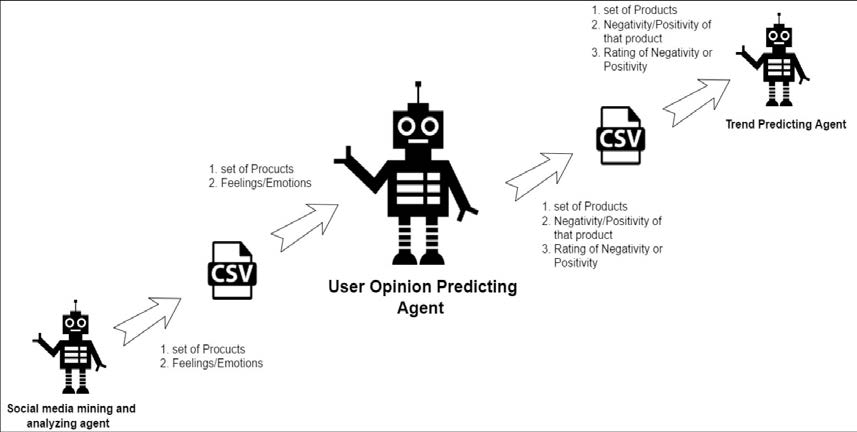 Social media mining and
analyzing agent
1. set of Procucts
2. Feelings/Emotions
CSV
1. set of Procucts
2. Feelings/Emotions
User Opinion Predicting
Agent
1. set of Products
2. Negativity/Positivity of
that product
3. Rating of Negativity or
Positivity
CSV
1. set of Products
2. Negativity/Positivity of
that product
3. Rating of Negativity or
Positivity
Trend Predicting Agent